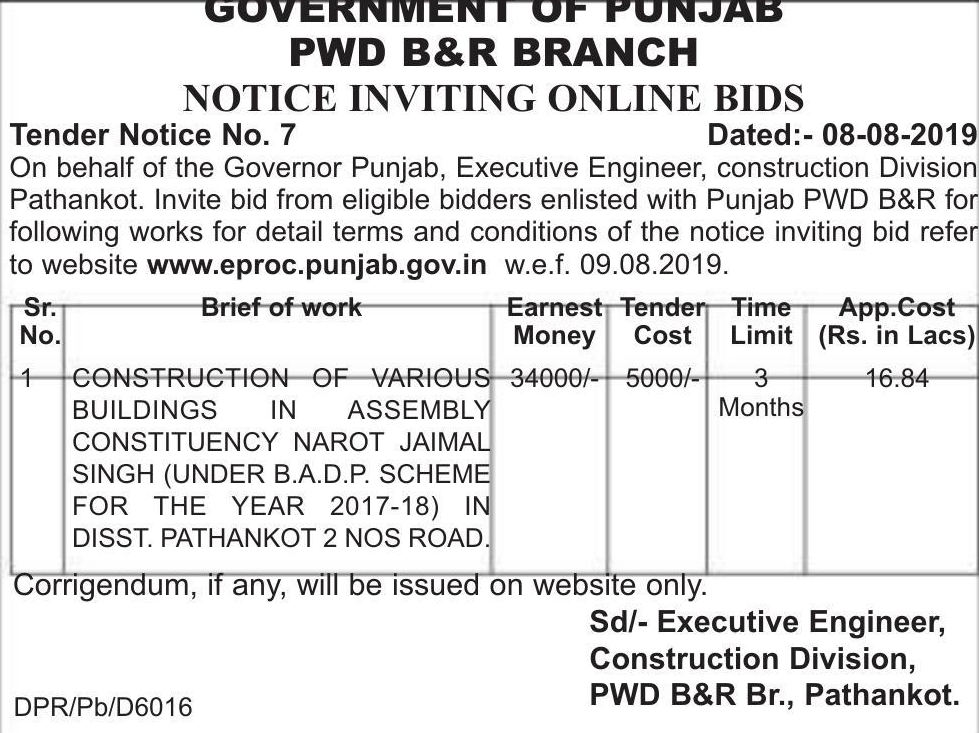 GOVERNMENT OF PUNJAB
PWD B&R BRANCH
NOTICE INVITING ONLINE BIDS
Tender Notice No. 7 Dated:- 08-08-2019
On behalf of the Governor Punjab, Executive Engineer, construction Division
Pathankot. Invite bid from eligible bidders enlisted with Punjab PWD B&R for
following works for detail terms and conditions of the notice inviting bid refer
to website www.eproc.punjab.gov.in w.e.f. 09.08.2019.
Sr. Brief of work Earnest Tender Time App.Cost
No. Money Cost Limit (Rs. in Lacs)
1 CONSTRUCTION OF VARIOUS 34000/- 5000/- 3 16.84
BUILDINGS IN ASSEMBLY Months
CONSTITUENCY NAROT JAIMAL
SINGH (UNDER B.A.D.P. SCHEME
FOR THE YEAR 2017-18) IN
DISST. PATHANKOT 2 NOS ROAD.
Corrigendum, if any, will be issued on website only.
Sd/- Executive Engineer,
Construction Division,
PWD B&R Br., Pathankot.
DPR/Pb/D6016